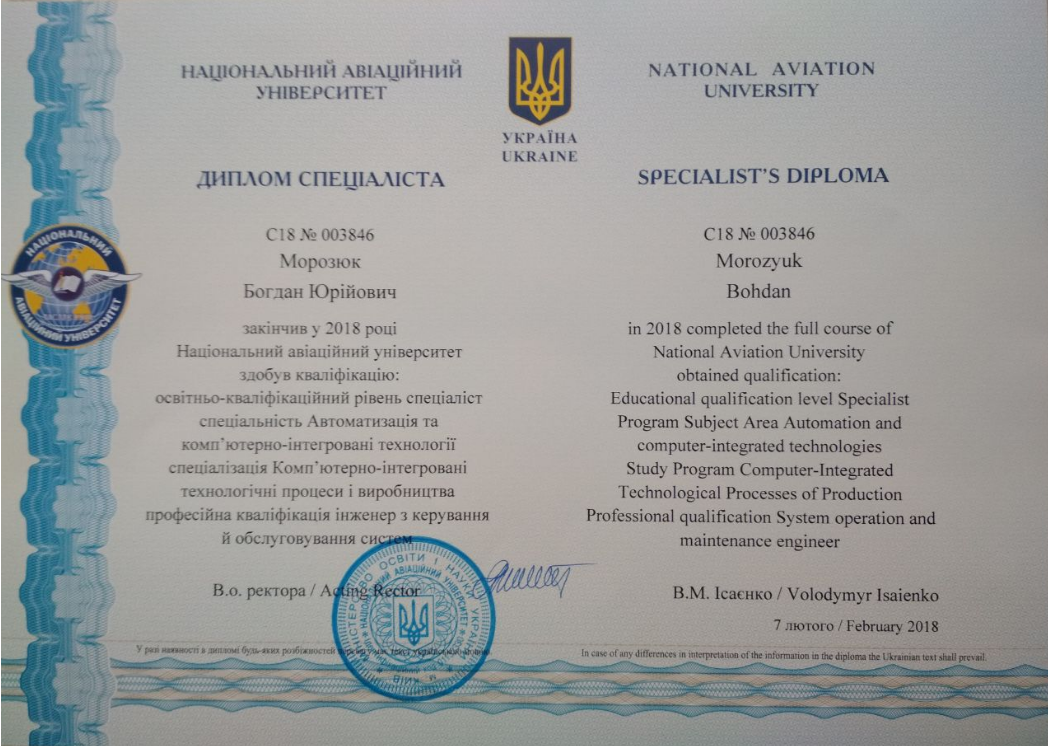 НАЦІОНАЛЬНИЙ АВІАЦІЙНИЙ
УНІВЕРСИТЕТ
УКРАЇНА
UKRAINE
NATIONAL AVIATION
UNIVERSITY
ДИПЛОМ СПЕЦІАЛІСТА
С18 № 003846
Морозюк
Богдан Юрійович
закінчив у 2018 році
Національний авіаційний університет
здобув кваліфікацію:
освітньо-кваліфікаційний рівень спеціаліст
спеціальність Автоматизація та
комп’ютерно-інтегровані технології
спеціалізація Комп’ютерно-інтегровані
технологічні процеси і виробництва
професійна кваліфікація інженер з керування
й обслуговування систем
SPECIALIST’S DIPLOMA
C18 № 003846
Morozyuk
Bohdan
in 2018 completed the full course of
National Aviation University
obtained qualification:
Educational qualification level Specialist
Program Subject Area Automation and
computer-integrated technologies
Study Program Computer-Integrated
Technological Processes of Production
Professional qualification System operation and
maintenance engineer
НАЦІОНАЛЬНИЙ
АВІАЦІЙНИЙ УНІВЕРСИТЕТ
В.о. ректора / Acting Rector
В.М. Ісаєнко / Volodymyr Isaienko
7 лютого / February 2018
МІНІСТЕРСТВО ОСВІТИ І НАУКИ УКРАЇНИ
НАЦІОНАЛЬНИЙ АВІАЦІЙНИЙ УНІВЕРСИТЕТ
КИЇВ
У разі наявності в дипломі будь-яких розбіжностей
In case of any differences in interpretation of the information in the diploma the Ukrainian text shall prevail.